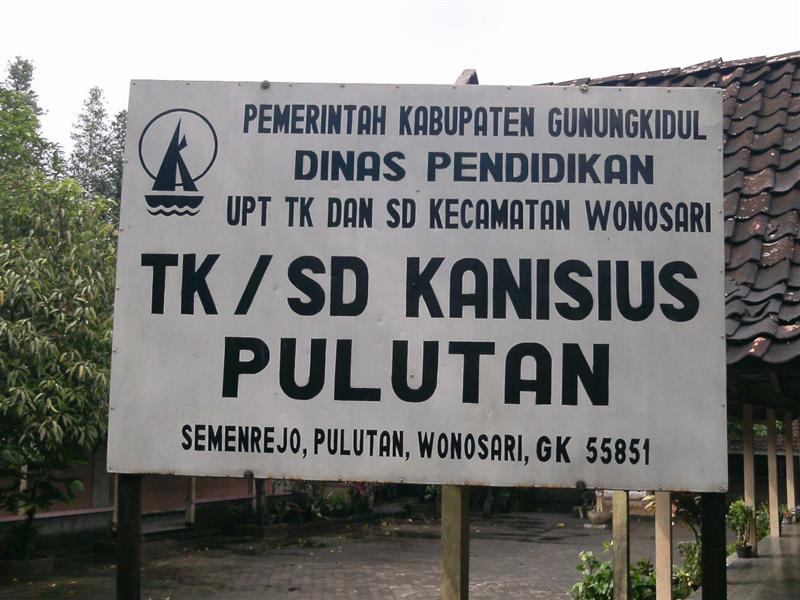 PEMERINTAH KABUPATEN GUNUNGKIDUL
DINAS PENDIDIKAN
UPT TK DAN SD KECAMATAN WONOSARI
TK / SD KANISIUS
PULUTAN
SEMENREJO, PULUTAN, WONOSARI, GK 55851